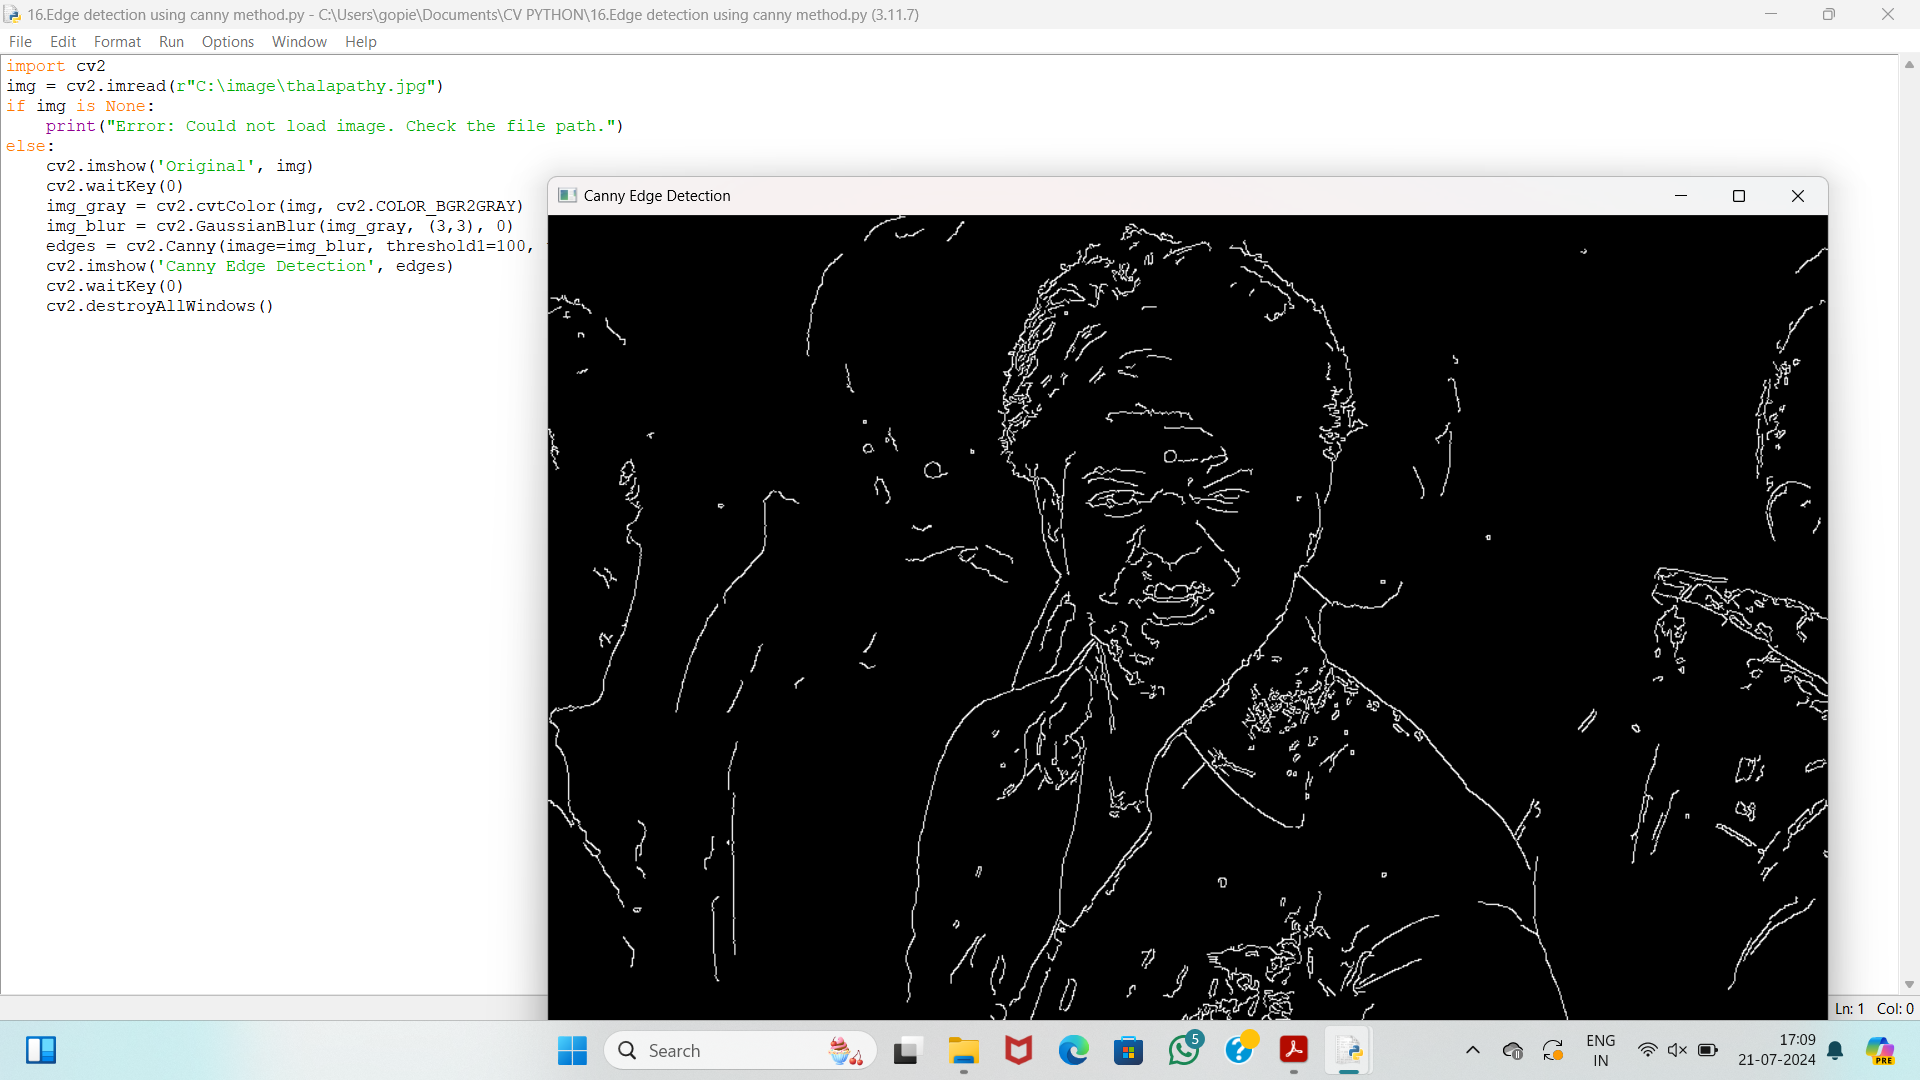 16.Edge detection using canny method.py - C:\Users\gopie\Documents\CV PYTHON\16.Edge detection using canny method.py (3.11.7)
File Edit Format Run Options Window Help
import cv2
img = cv2.imread(r"C:\image\thalapathy.jpg")
if img is None:
    print("Error: Could not load image. Check the file path.")
else:
    cv2.imshow('Original', img)
    cv2.waitKey(0)
    img_gray = cv2.cvtColor(img, cv2.COLOR_BGR2GRAY)
    img_blur = cv2.GaussianBlur(img_gray, (3,3), 0)
    edges = cv2.Canny(image=img_blur, threshold1=100,
    cv2.imshow('Canny Edge Detection', edges)
    cv2.waitKey(0)
    cv2.destroyAllWindows()
Canny Edge Detection
Ln: 1 Col: 0
Search
5
ENG
IN
17:09
21-07-2024
PRE